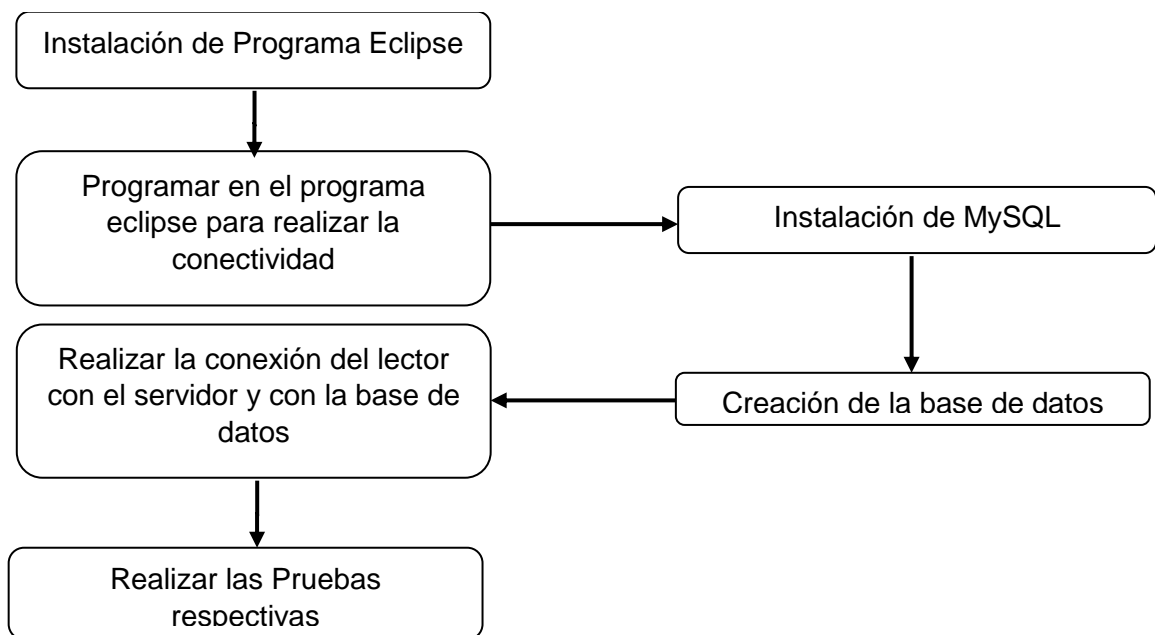 Instalación de Programa Eclipse
Programar en el programa
eclipse para realizar la
conectividad
Instalación de MySQL
Creación de la base de datos
Realizar la conexión del lector
con el servidor y con la base de
datos
Realizar las Pruebas
respectivas